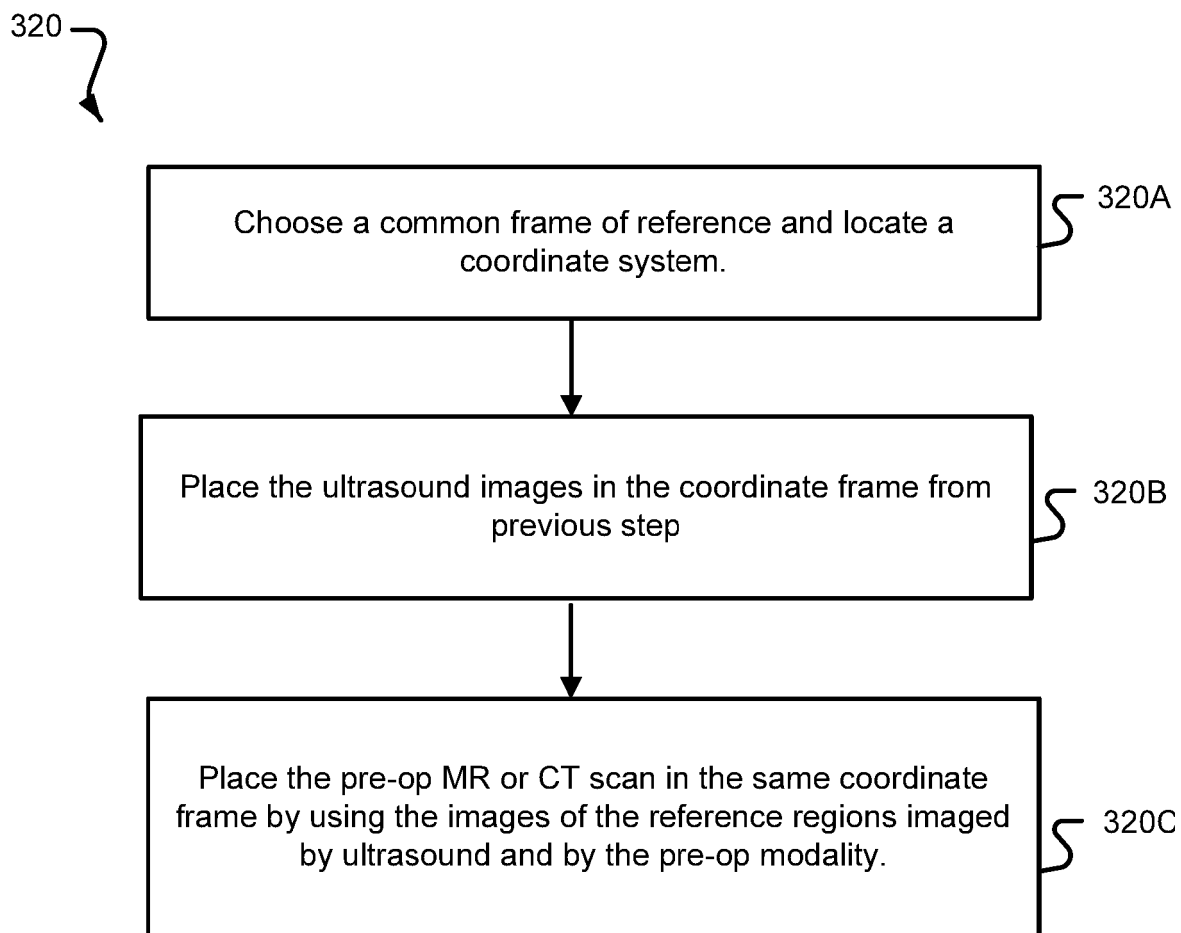 320
Choose a common frame of reference and locate a
coordinate system.
320A
Place the ultrasound images in the coordinate frame from
previous step
320B
Place the pre-op MR or CT scan in the same coordinate
frame by using the images of the reference regions imaged
by ultrasound and by the pre-op modality.
320C